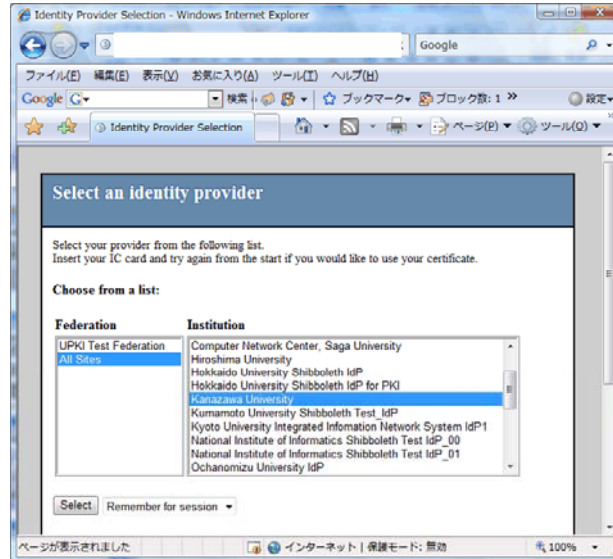 Identity Provider Selection - Windows Internet Explorer
Google
ファイル(F) 編集(E) 表示(V) お気に入り(A) ツール(T) ヘルプ(H)
Google G 検索 ブックマーク ブロック数: 1 » 設定
Identity Provider Selection ページ(P) ツール(O) »
Select an identity provider
Select your provider from the following list.
Insert your IC card and try again from the start if you would like to use your certificate.
Choose from a list:
Federation Institution
UPKI Test Federation
All Sites
Computer Network Center, Saga University
Hiroshima University
Hokkaido University Shibboleth IdP
Hokkaido University Shibboleth IdP for PKI
Kanazawa University
Kumamoto University Shibboleth Test_IdP
Kyoto University Integrated Infomation Network System IdP1
National Institute of Informatics Shibboleth Test IdP_00
National Institute of Informatics Shibboleth Test IdP_01
Ochanomizu University IdP
Select Remember for session
ページが表示されました インターネット | 保護モード: 無効 100%